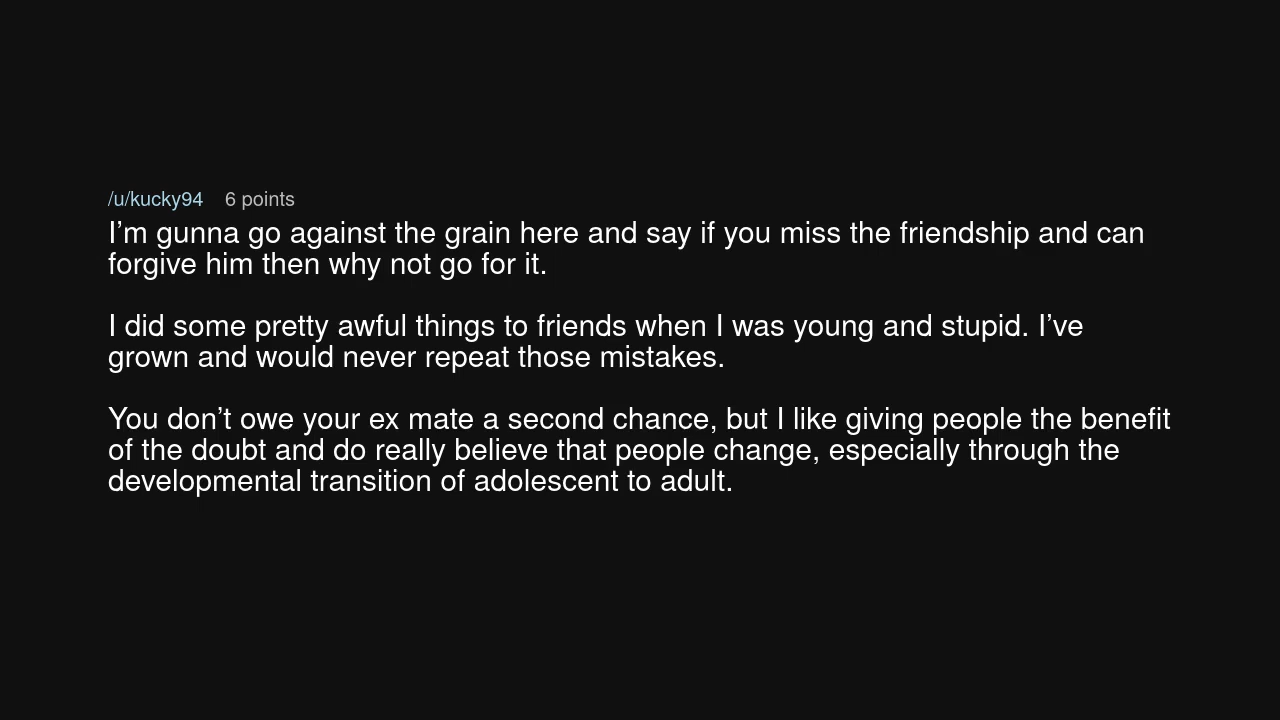 /u/kucky94 6 points
I’m gunna go against the grain here and say if you miss the friendship and can
forgive him then why not go for it.
I did some pretty awful things to friends when I was young and stupid. I’ve
grown and would never repeat those mistakes.
You don’t owe your ex mate a second chance, but I like giving people the benefit
of the doubt and do really believe that people change, especially through the
developmental transition of adolescent to adult.